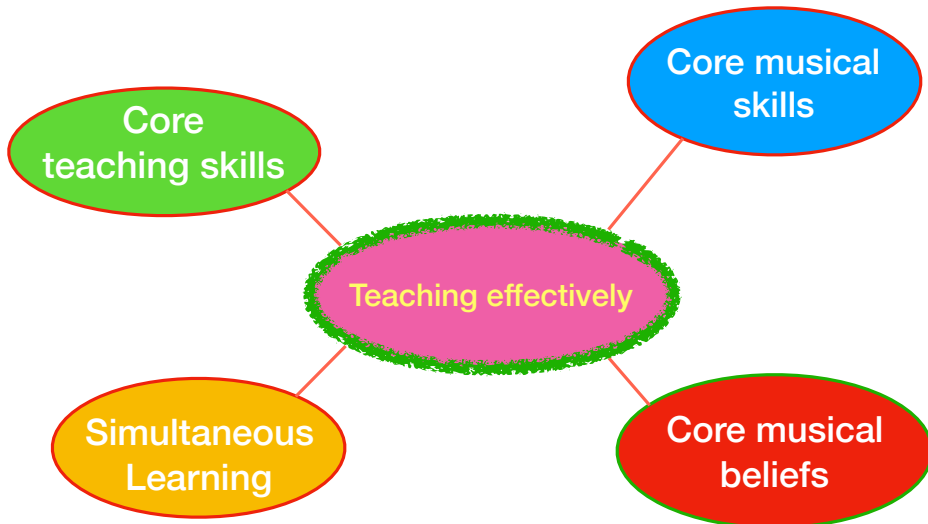 Core musical
skills
Core
teaching skills
Teaching effectively
Simultaneous
Learning
Core musical
beliefs